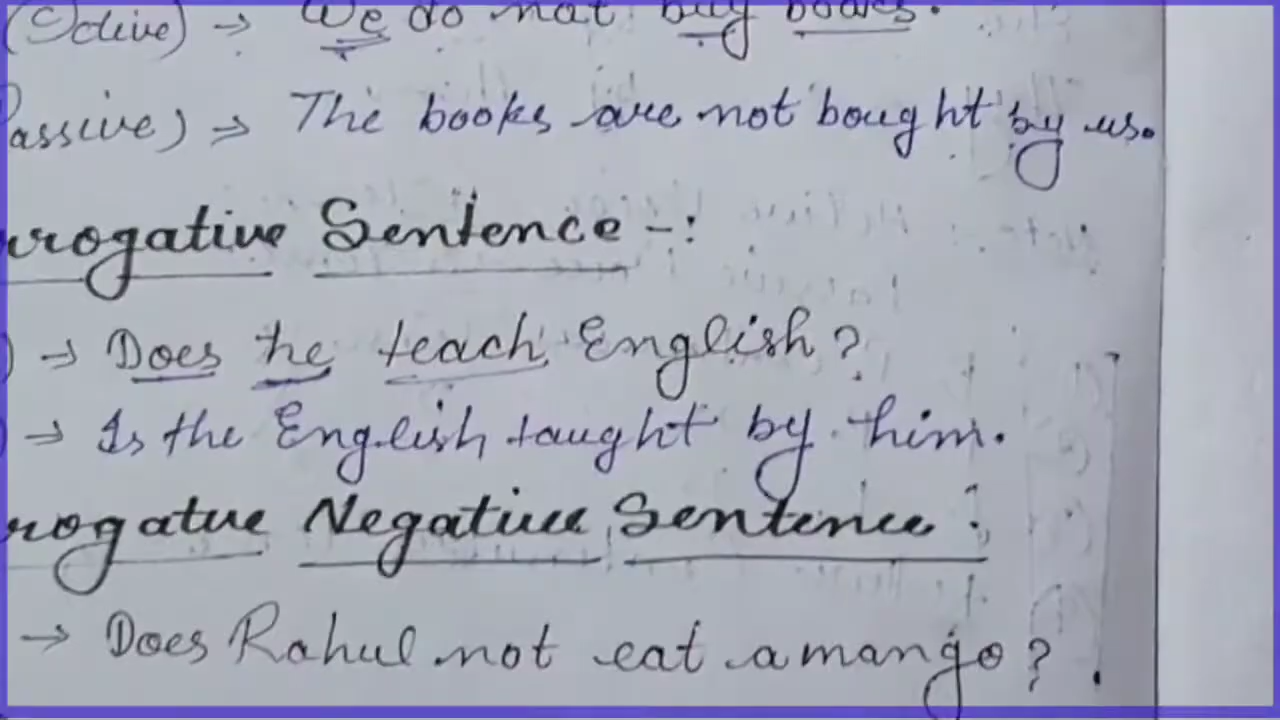 (Active) → We do not buy books.
Passive) ⇒ The books are not bought by us.
rrogative Sentence -:
) → Does he teach English?
) → Is the English taught by him.
rogative Negative Sentence :
→ Does Rahul not eat a mango?